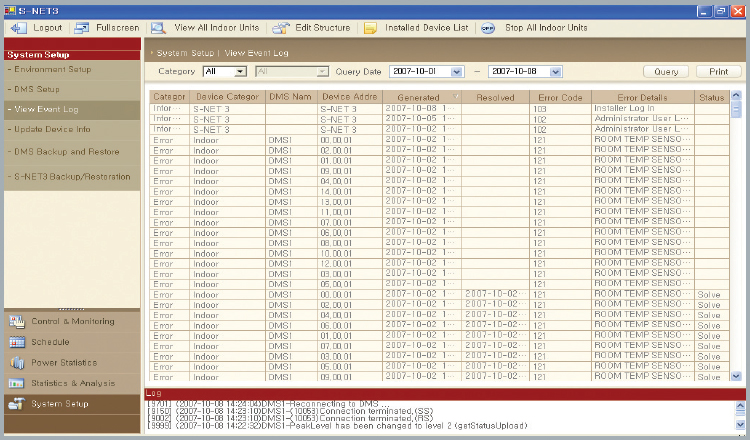 S-NET3
Logout Fullscreen View All Indoor Units Edit Structure Installed Device List Stop All Indoor Units
System Setup
- Environment Setup
- DMS Setup
- View Event Log
- Update Device Info
- DMS Backup and Restore
- S-NET3 Backup/Restoration
Control & Monitoring
Schedule
Power Statistics
Statistics & Analysis
System Setup
System Setup | View Event Log
Category All All Query Date 2007-10-01 ~ 2007-10-08 Query Print
Categor Device Category DMS Nam Device Addre Generated Resolved Error Code Error Details Status
Infor··· S-NET 3 S-NET 3 2007-10-08 1··· 103 Installer Log In
Infor··· S-NET 3 S-NET 3 2007-10-05 1··· 102 Administrator User L···
Infor··· S-NET 3 S-NET 3 2007-10-02 1··· 102 Administrator User L···
Error Indoor DMS1 00,00,01 2007-10-02 1··· 121 ROOM TEMP SENSO···
Error Indoor DMS1 02,00,01 2007-10-02 1··· 121 ROOM TEMP SENSO···
Error Indoor DMS1 01,00,01 2007-10-02 1··· 121 ROOM TEMP SENSO···
Error Indoor DMS1 09,00,01 2007-10-02 1··· 121 ROOM TEMP SENSO···
Error Indoor DMS1 04,00,01 2007-10-02 1··· 121 ROOM TEMP SENSO···
Error Indoor DMS1 14,00,01 2007-10-02 1··· 121 ROOM TEMP SENSO···
Error Indoor DMS1 13,00,01 2007-10-02 1··· 121 ROOM TEMP SENSO···
Error Indoor DMS1 11,00,01 2007-10-02 1··· 121 ROOM TEMP SENSO···
Error Indoor DMS1 07,00,01 2007-10-02 1··· 121 ROOM TEMP SENSO···
Error Indoor DMS1 06,00,01 2007-10-02 1··· 121 ROOM TEMP SENSO···
Error Indoor DMS1 08,00,01 2007-10-02 1··· 121 ROOM TEMP SENSO···
Error Indoor DMS1 10,00,01 2007-10-02 1··· 121 ROOM TEMP SENSO···
Error Indoor DMS1 12,00,01 2007-10-02 1··· 121 ROOM TEMP SENSO···
Error Indoor DMS1 03,00,01 2007-10-02 1··· 121 ROOM TEMP SENSO···
Error Indoor DMS1 05,00,01 2007-10-02 1··· 121 ROOM TEMP SENSO···
Error Indoor DMS1 00,00,01 2007-10-02 1··· 2007-10-02··· 121 ROOM TEMP SENSO··· Solve
Error Indoor DMS1 02,00,01 2007-10-02 1··· 2007-10-02··· 121 ROOM TEMP SENSO··· Solve
Error Indoor DMS1 04,00,01 2007-10-02 1··· 2007-10-02··· 121 ROOM TEMP SENSO··· Solve
Error Indoor DMS1 06,00,01 2007-10-02 1··· 2007-10-02··· 121 ROOM TEMP SENSO··· Solve
Error Indoor DMS1 01,00,01 2007-10-02 1··· 2007-10-02··· 121 ROOM TEMP SENSO··· Solve
Error Indoor DMS1 07,00,01 2007-10-02 1··· 2007-10-02··· 121 ROOM TEMP SENSO··· Solve
Error Indoor DMS1 03,00,01 2007-10-02 1··· 2007-10-02··· 121 ROOM TEMP SENSO··· Solve
Error Indoor DMS1 05,00,01 2007-10-02 1··· 2007-10-02··· 121 ROOM TEMP SENSO··· Solve
Error Indoor DMS1 09,00,01 2007-10-02 1··· 2007-10-02··· 121 ROOM TEMP SENSO··· Solve
Log
[9701] (2007-10-08 14:24:04)DMS1-Reconnecting to DMS ...
[9150] (2007-10-08 14:23:10)DMS1-(10053)Connection terminated,(SS)
[9002] (2007-10-08 14:23:10)DMS1-(10053)Connection terminated,(RS)
[8999] (2007-10-08 14:22:32)DMS1-PeakLevel has been changed to level 2 (getStatusUpload)